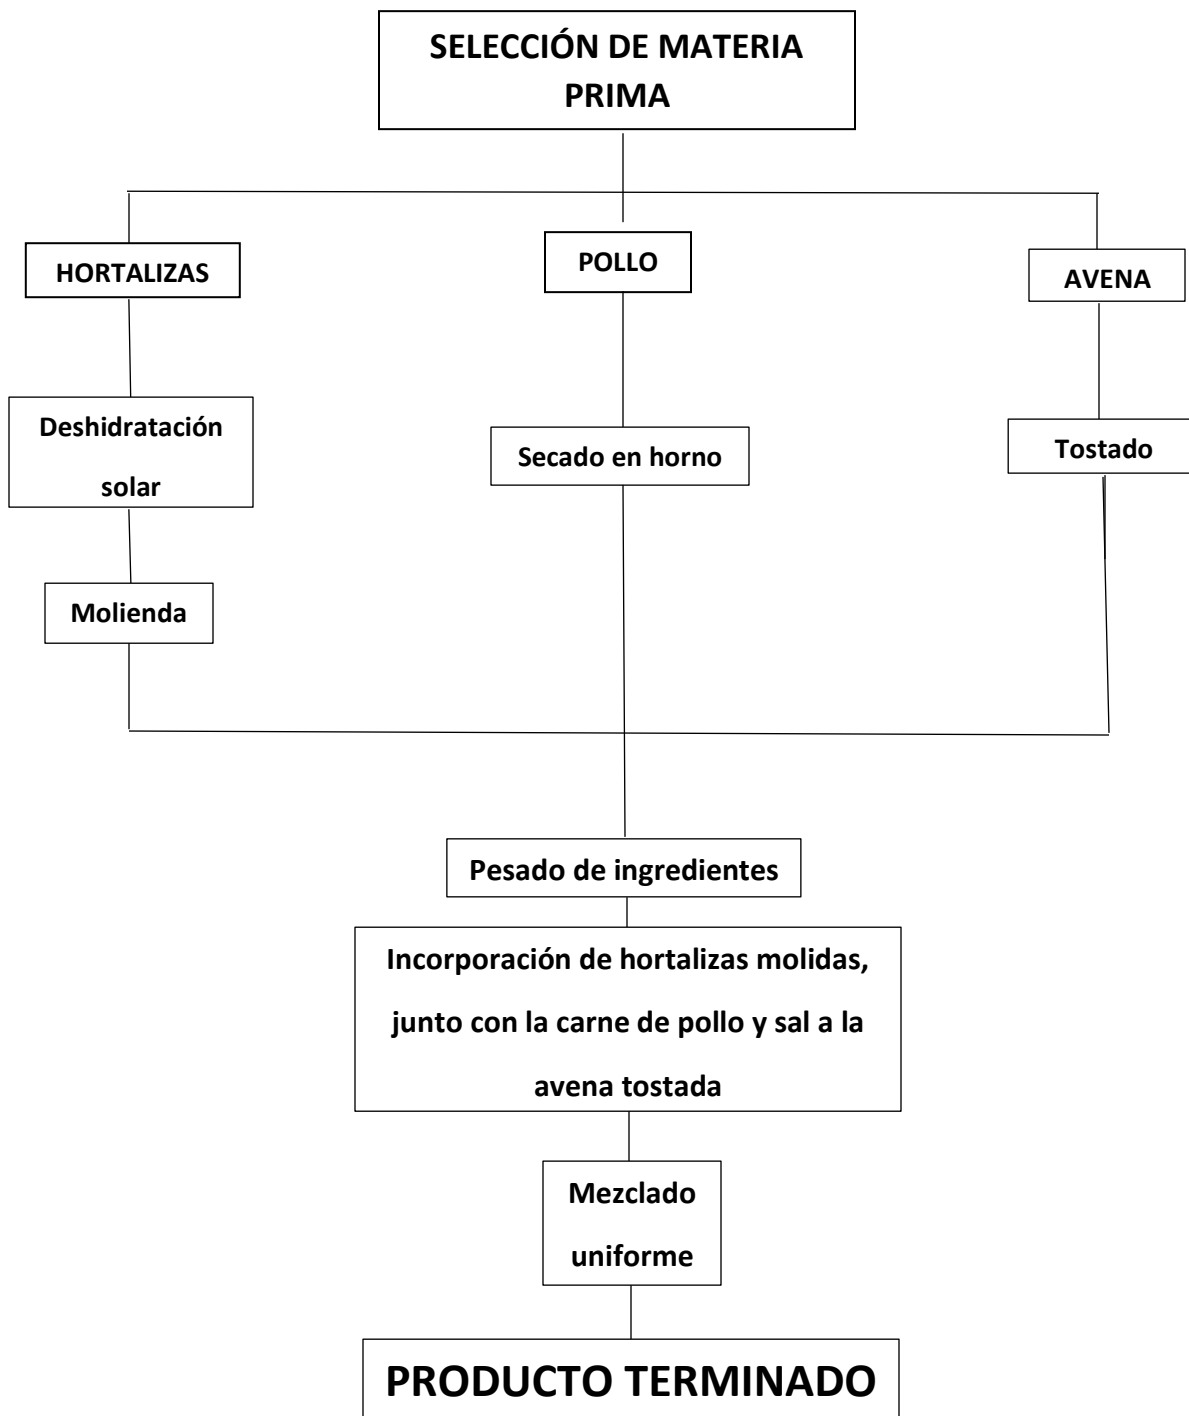 SELECCIÓN DE MATERIA
PRIMA
HORTALIZAS
POLLO
AVENA
Deshidratación
solar
Secado en horno
Tostado
Molienda
Pesado de ingredientes
Incorporación de hortalizas molidas,
junto con la carne de pollo y sal a la
avena tostada
Mezclado
uniforme
PRODUCTO TERMINADO